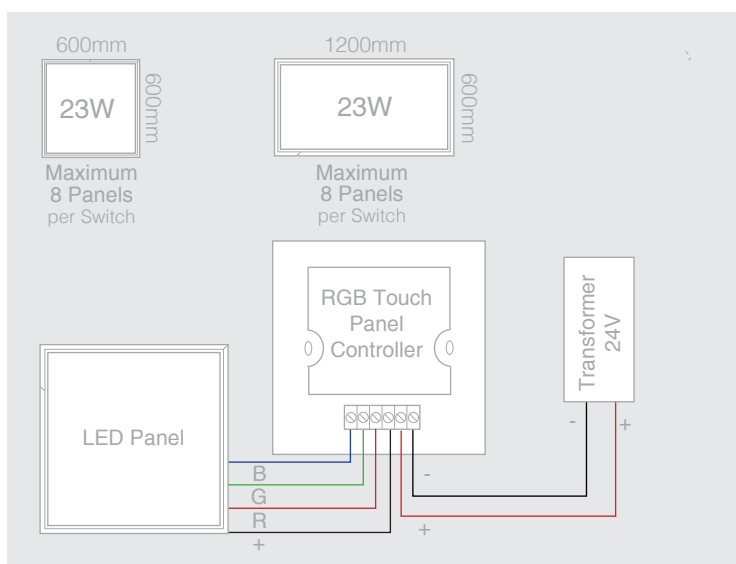 600mm
23W
600mm
Maximum
8 Panels
per Switch
1200mm
23W
600mm
Maximum
8 Panels
per Switch
RGB Touch
Panel
Controller
Transformer
24V
- +
LED Panel
B
G
R
+
-
+